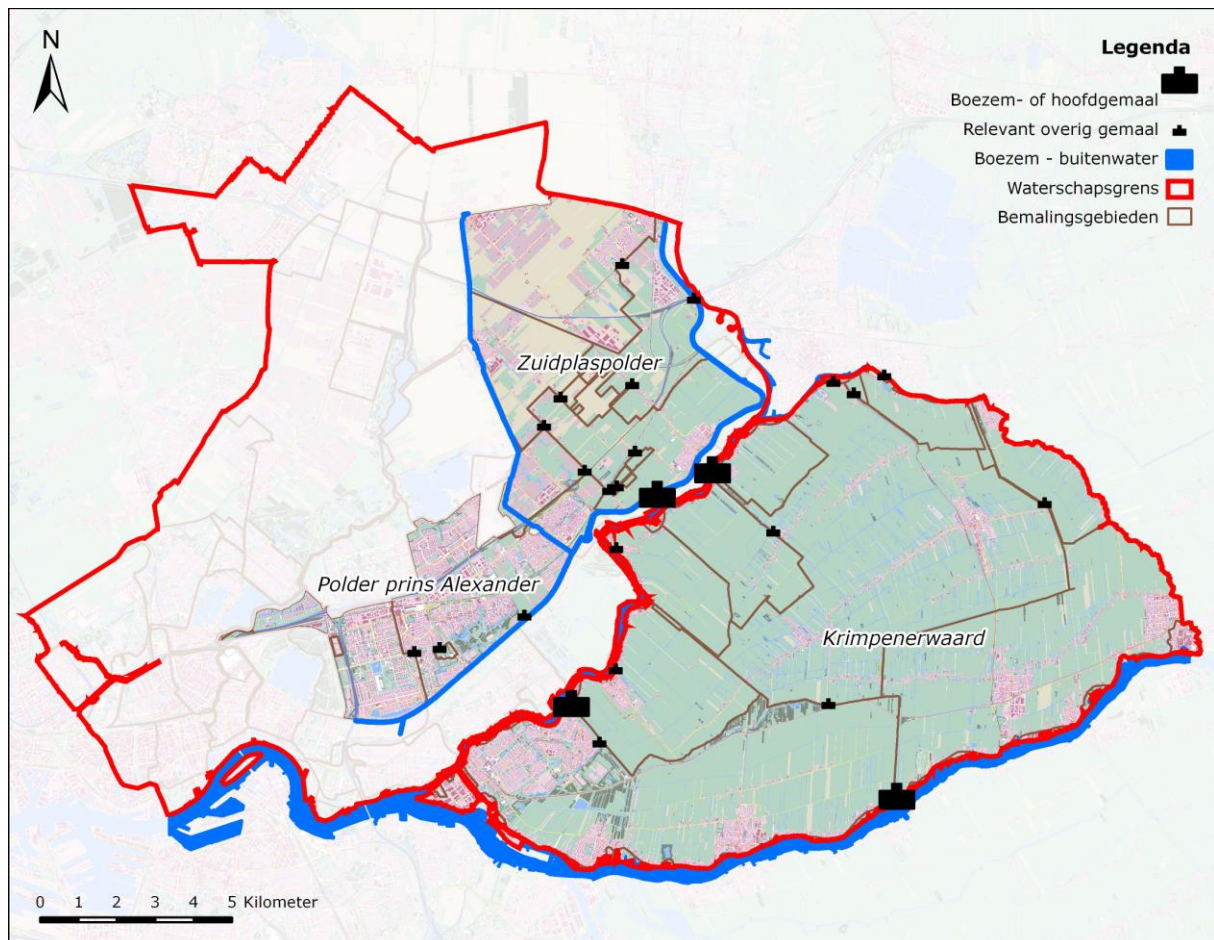 N
Legenda
Boezem- of hoofdgemaal
Relevant overig gemaal
Boezem - buitenwater
Waterschapsgrens
Bemalingsgebieden
Zuidplaspolder
Polder prins Alexander
Krimpenerwaard
0 1 2 3 4 5 Kilometer